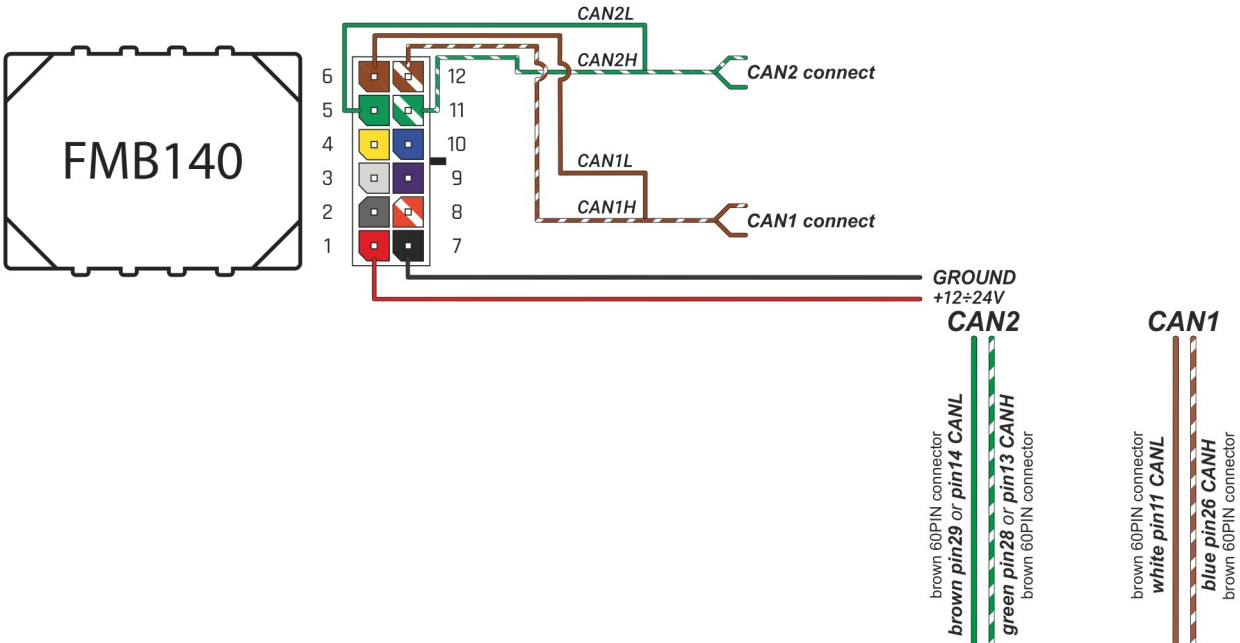 CAN2L
CAN2H
CAN2 connect
FMB140
6
12
5
11
4
10
3
9
2
8
1
7
CAN1L
CAN1H
CAN1 connect
GROUND
+12÷24V
CAN2
CAN1
brown 60PIN connector
brown pin29 or pin14 CANL
green pin28 or pin13 CANH
brown 60PIN connector
brown 60PIN connector
white pin11 CANL
blue pin26 CANH
brown 60PIN connector